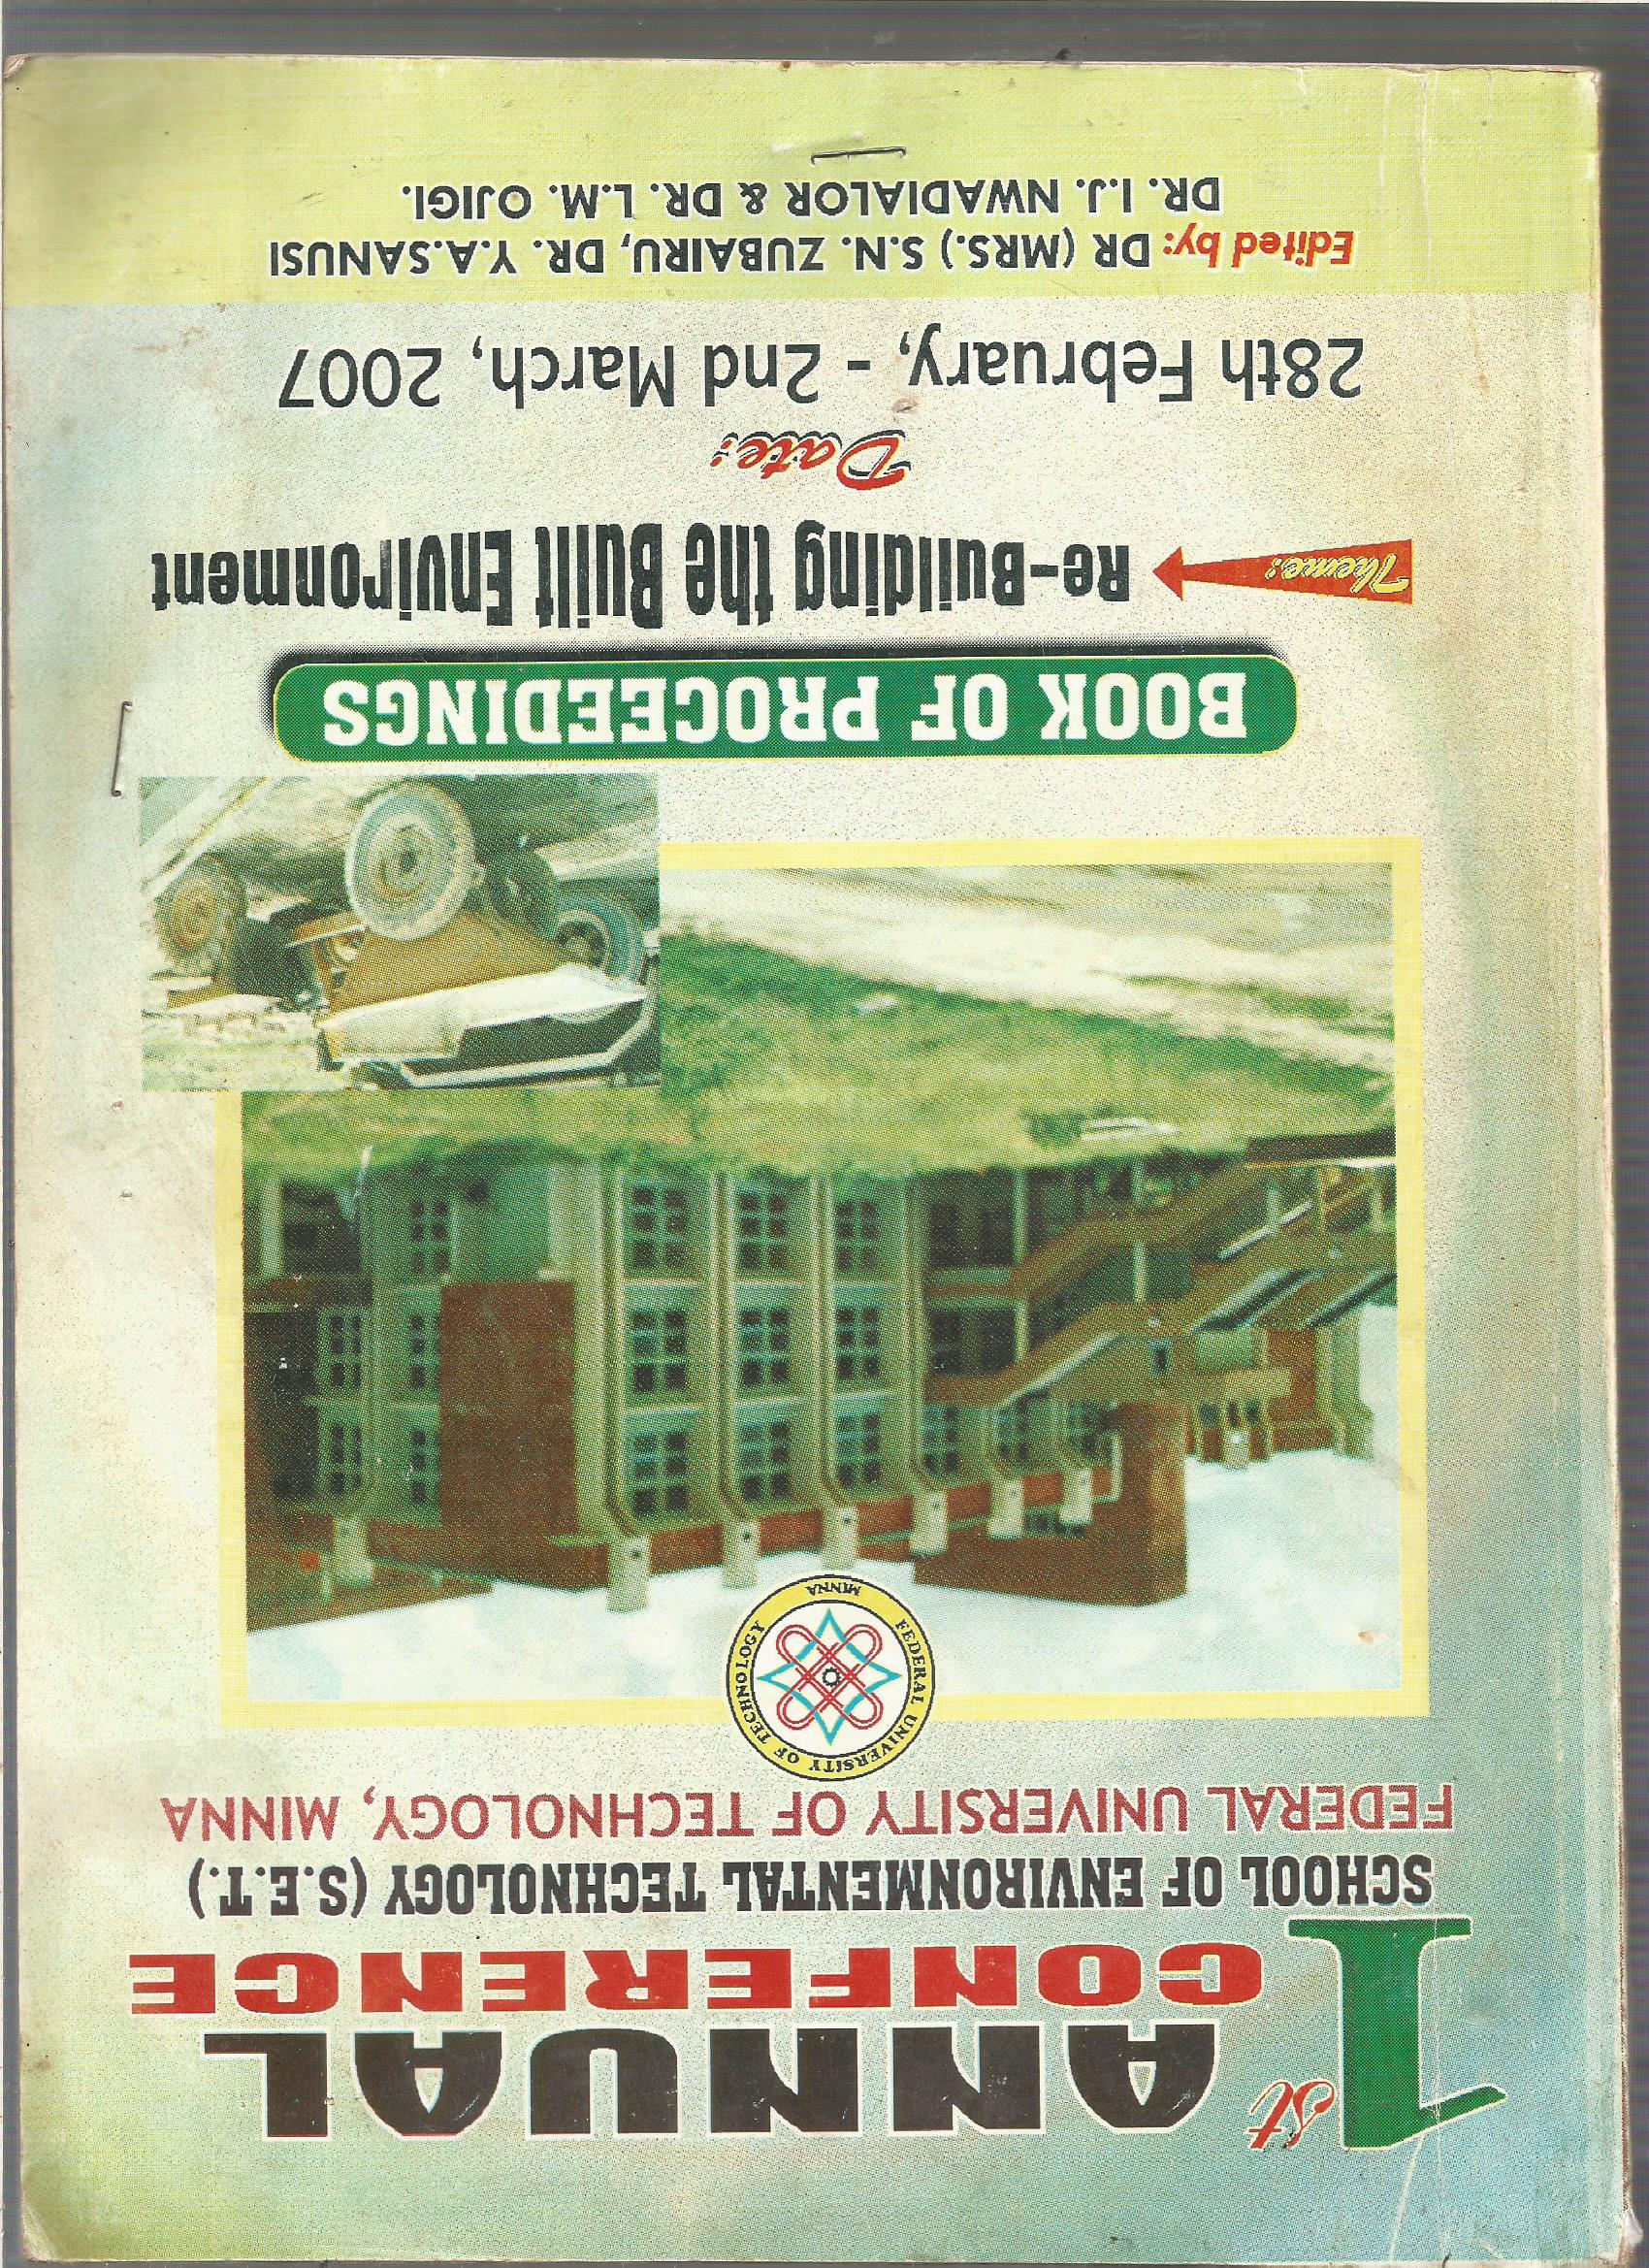 1st ANNUAL
CONFERENCE
SCHOOL OF ENVIRONMENTAL TECHNOLOGY (S.E.T.)
FEDERAL UNIVERSITY OF TECHNOLOGY, MINNA
FEDERAL UNIVERSITY OF TECHNOLOGY
MINNA
BOOK OF PROCEEDINGS
Theme: Re-Building the Built Environment
Date:
28th February, - 2nd March, 2007
Edited by: DR (MRS.) S.N. ZUBAIRU, DR. Y.A.SANUSI
DR. I.J. NWADIALOR & DR. L.M. OJIGI.